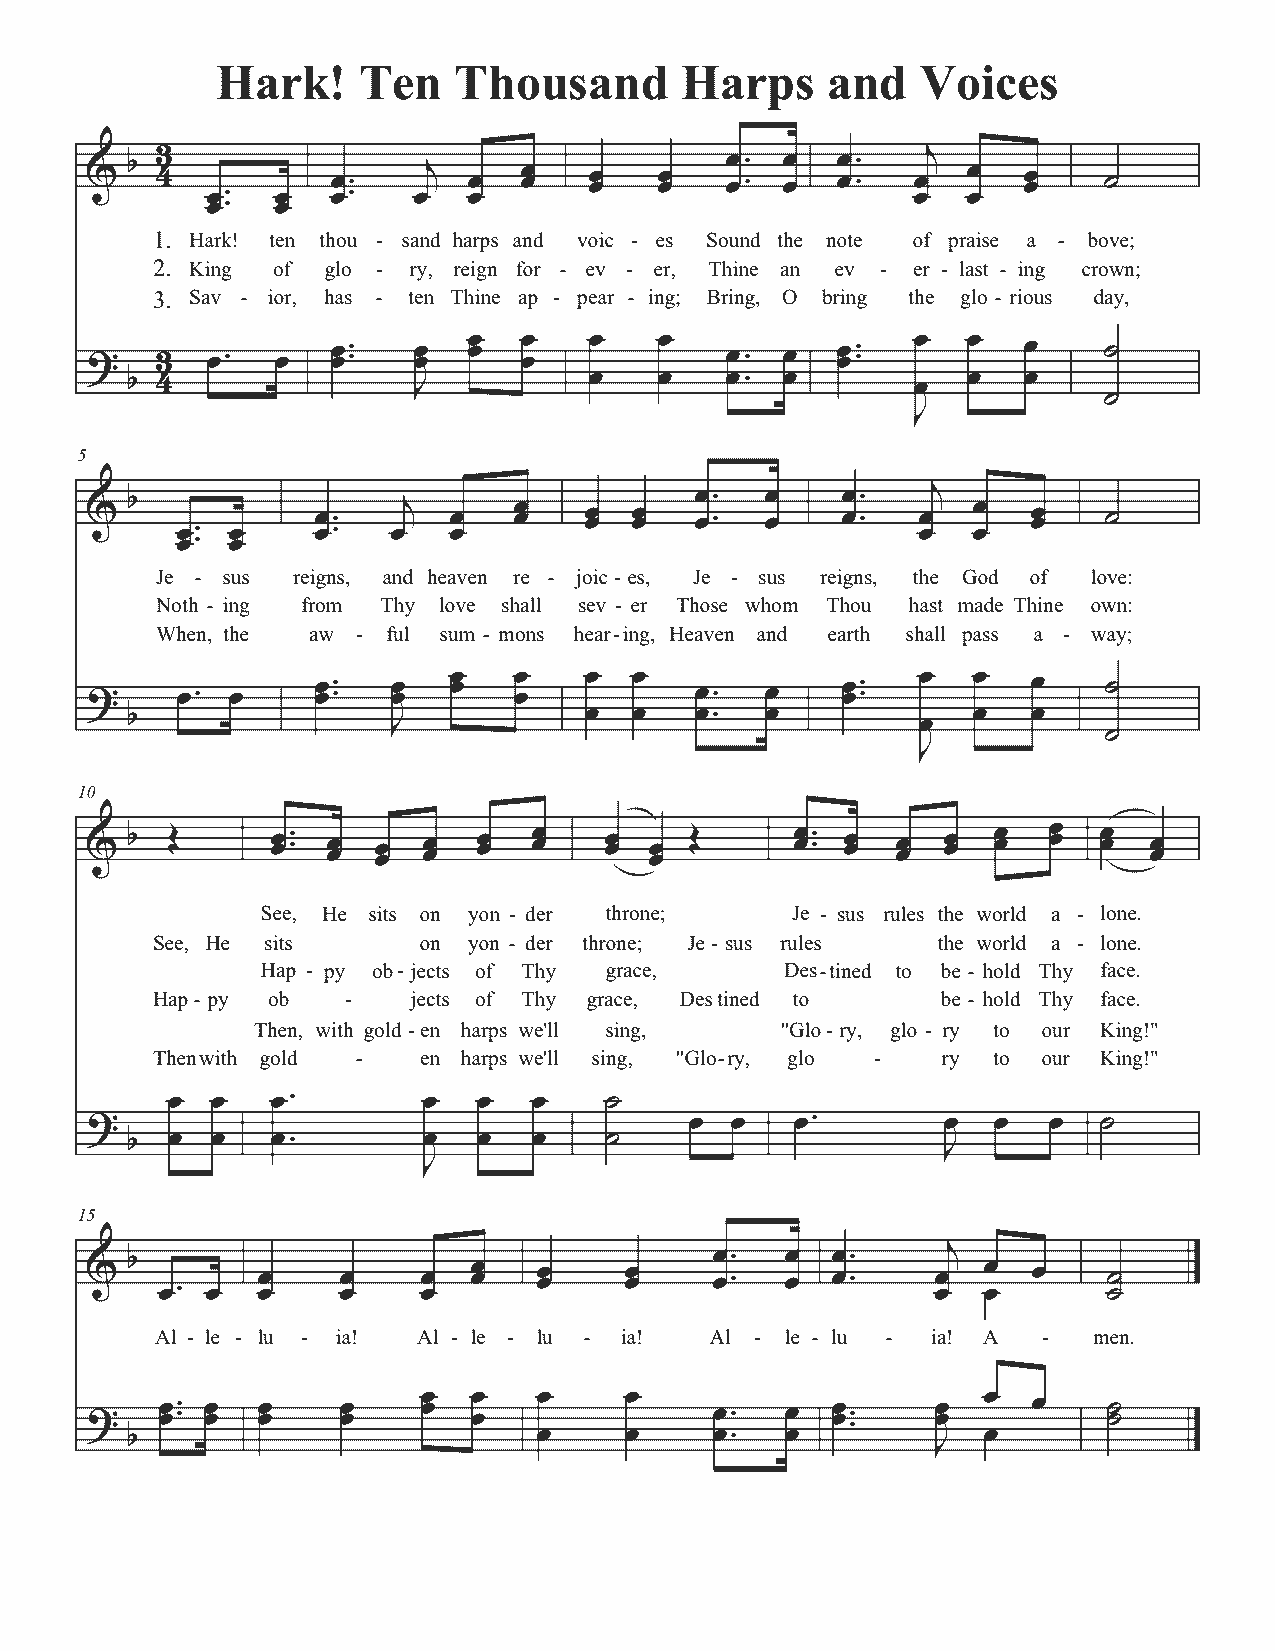 Hark! Ten Thousand Harps and Voices
3
4
1. Hark! ten thou - sand harps and voic - es Sound the note of praise a - bove;
2. King of glo - ry, reign for - ev - er, Thine an ev - er - last - ing crown;
3. Sav - ior, has - ten Thine ap - pear - ing; Bring, O bring the glo - rious day,
3
4
5
Je - sus reigns, and heaven re - joic - es, Je - sus reigns, the God of love:
Noth - ing from Thy love shall sev - er Those whom Thou hast made Thine own:
When, the aw - ful sum - mons hear - ing, Heaven and earth shall pass a - way;
10
See, He sits on yon - der throne; Je - sus rules the world a - lone.
See, He sits on yon - der throne; Je - sus rules the world a - lone.
Hap - py ob - jects of Thy grace, Des - tined to be - hold Thy face.
Hap - py ob - jects of Thy grace, Des tined to be - hold Thy face.
Then, with gold - en harps we'll sing, "Glo - ry, glo - ry to our King!"
Then with gold - en harps we'll sing, "Glo - ry, glo - ry to our King!"
15
Al - le - lu - ia! Al - le - lu - ia! Al - le - lu - ia! A - men.